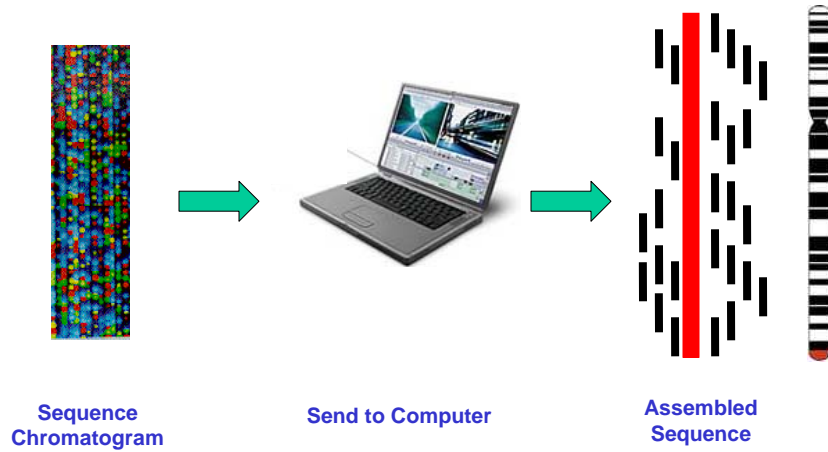 Sequence
Chromatogram
Send to Computer
Assembled
Sequence